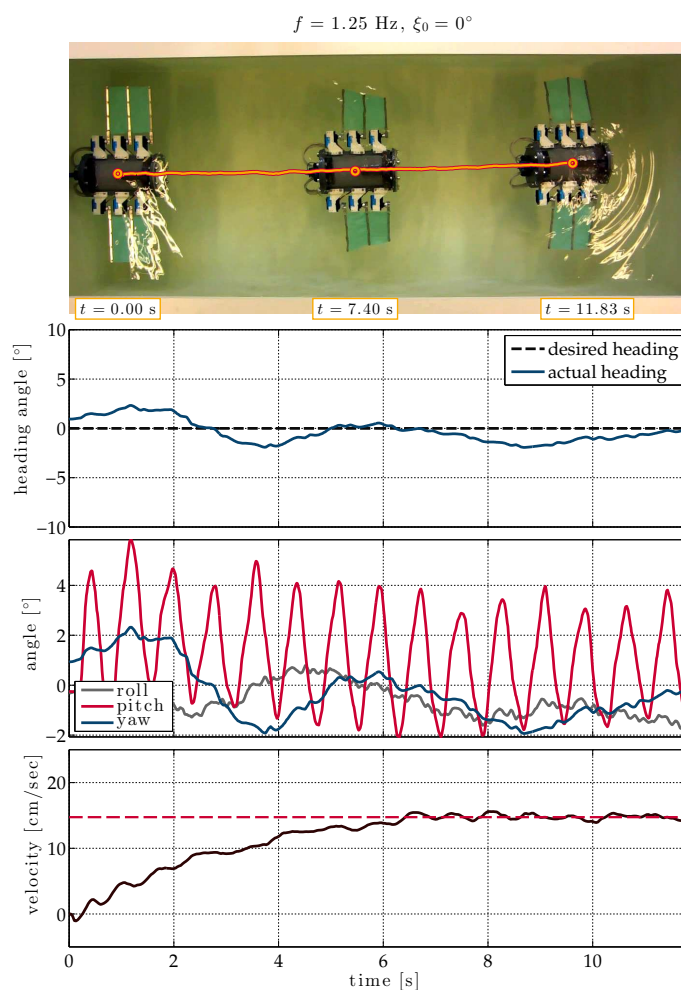 f = 1.25 Hz, ξ₀ = 0°
t = 0.00 s
t = 7.40 s
t = 11.83 s
heading angle [°]
10
5
0
−5
−10
desired heading
actual heading
angle [°]
4
2
0
−2
roll
pitch
yaw
velocity [cm/sec]
20
10
0
0
2
4
6
8
10
time [s]